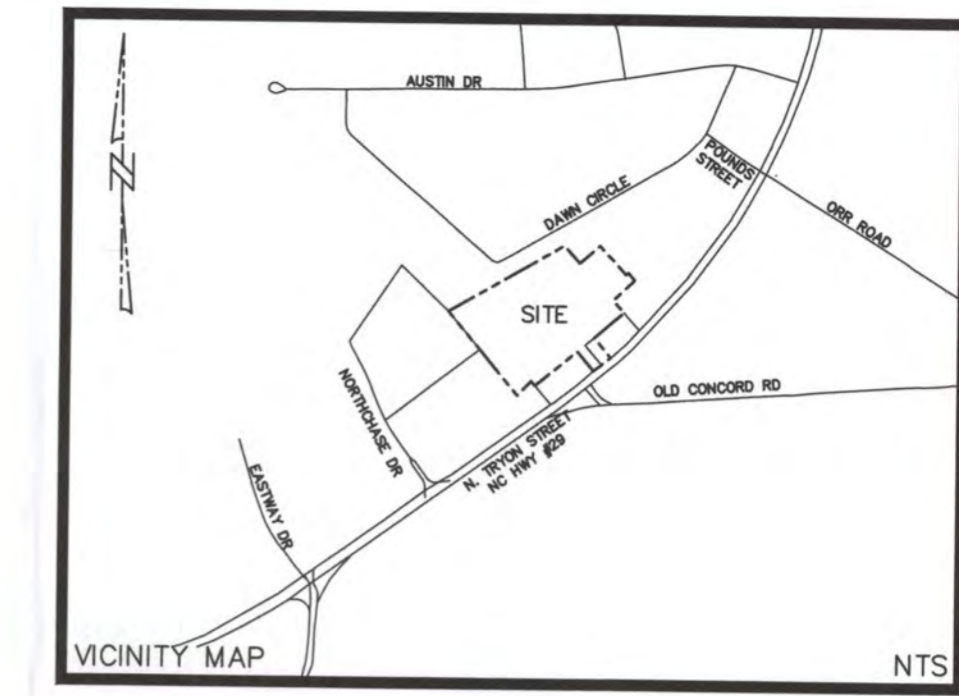 AUSTIN DR
N
POUNDS
STREET
DAWN CIRCLE
ORR ROAD
SITE
NORTHCHASE DR
OLD CONCORD RD
N. TRYON STREET
NC HWY #29
EASTWAY DR
VICINITY MAP
NTS